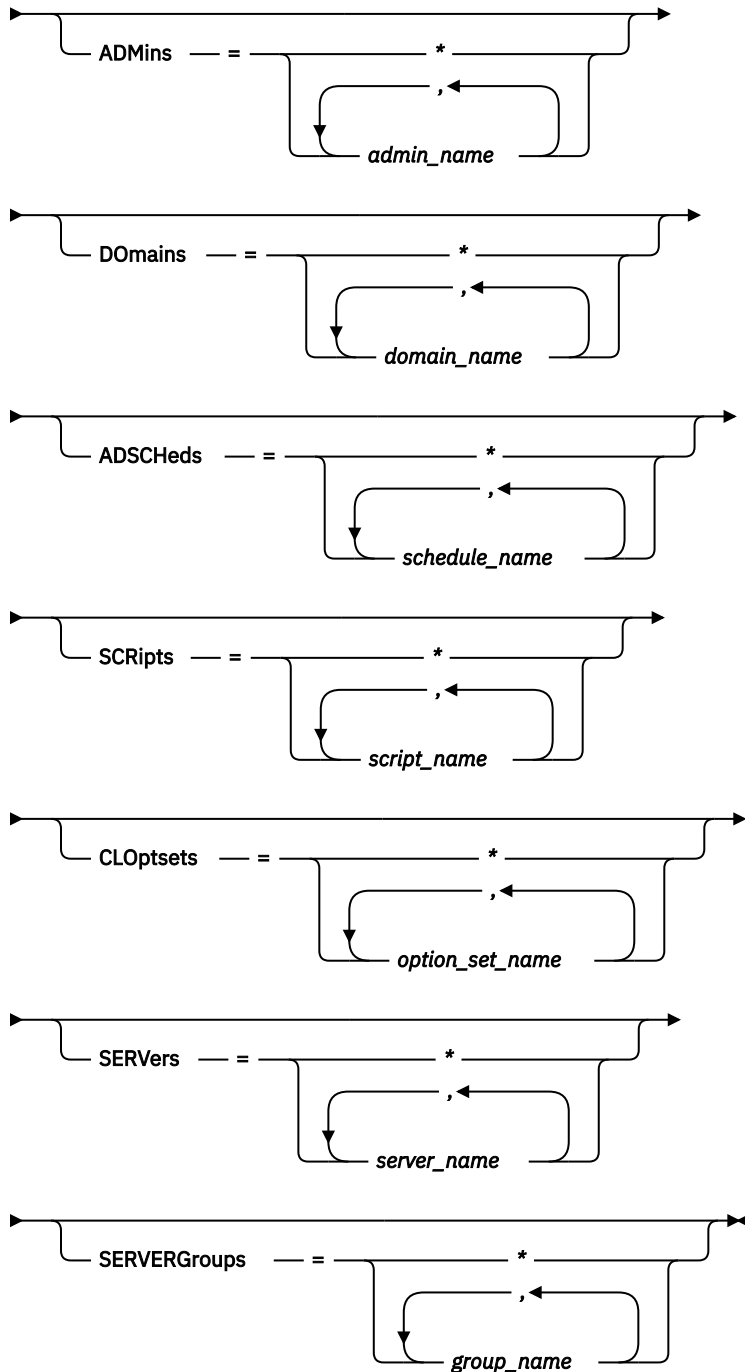 ADMins = *
,
admin_name
DOmains = *
,
domain_name
ADSCHeds = *
,
schedule_name
SCRipts = *
,
script_name
CLOptsets = *
,
option_set_name
SERVers = *
,
server_name
SERVERGroups = *
,
group_name